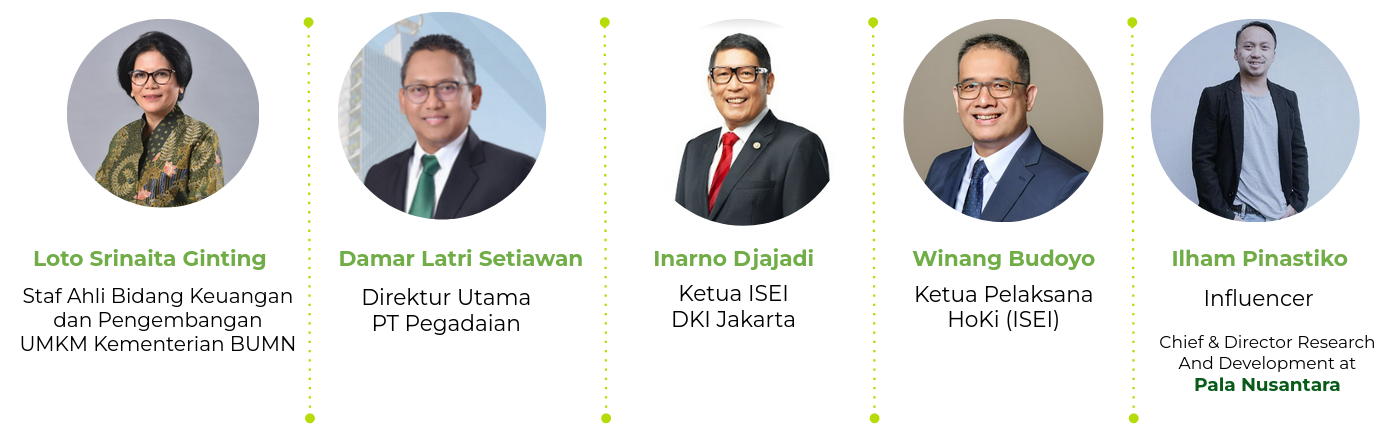 Loto Srinaita Ginting
Staf Ahli Bidang Keuangan
dan Pengembangan
UMKM Kementerian BUMN
Damar Latri Setiawan
Direktur Utama
PT Pegadaian
Inarno Djajadi
Ketua ISEI
DKI Jakarta
Winang Budoyo
Ketua Pelaksana
HoKi (ISEI)
Ilham Pinastiko
Influencer
Chief & Director Research
And Development at
Pala Nusantara